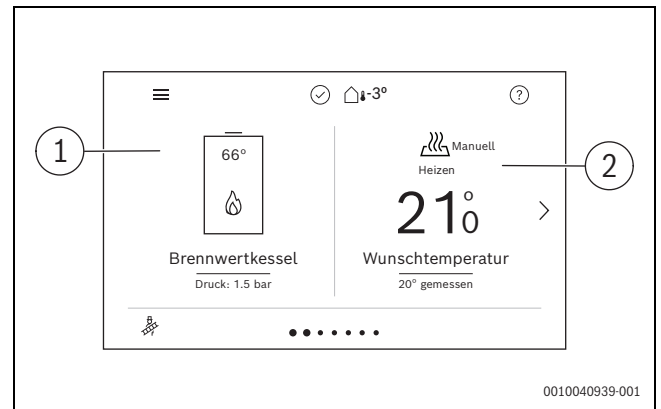 -3°
?
1
66°
Manuell
Heizen
2
21°0
Brennwertkessel
Wunschtemperatur
Druck: 1.5 bar
20° gemessen
0010040939-001